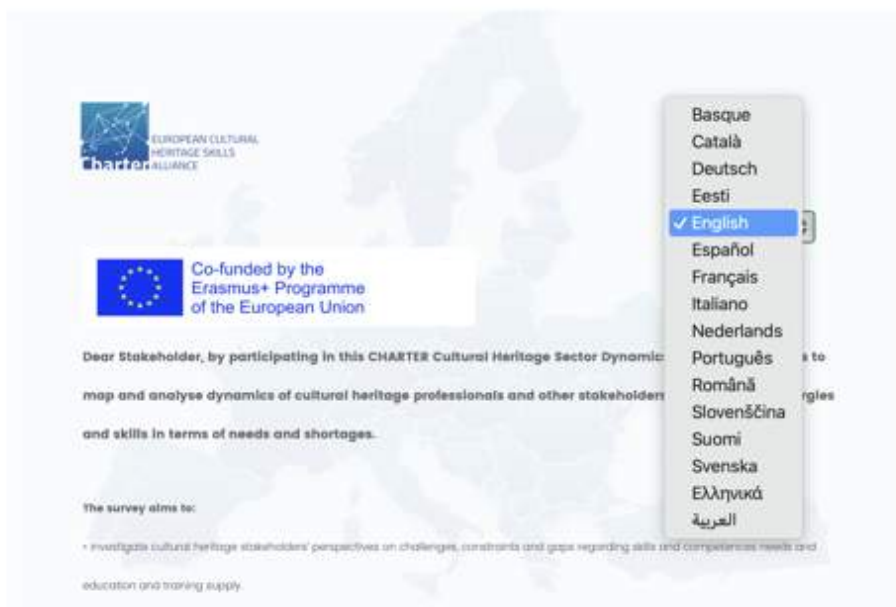 EUROPEAN CULTURAL
HERITAGE SKILLS
Charter ALLIANCE
Basque
Català
Deutsch
Eesti
✓ English
Español
Français
Italiano
Nederlands
Português
Română
Slovenščina
Suomi
Svenska
Ελληνικά
العربية
Co-funded by the
Erasmus+ Programme
of the European Union
Dear Stakeholder, by participating in this CHARTER Cultural Heritage Sector Dynamic s to
map and analyse dynamics of cultural heritage professionals and other stakeholder rgies
and skills in terms of needs and shortages.
The survey aims to:
• investigate cultural heritage stakeholders' perspectives on challenges, constraints and gaps regarding skills and competences needs and
education and training supply.